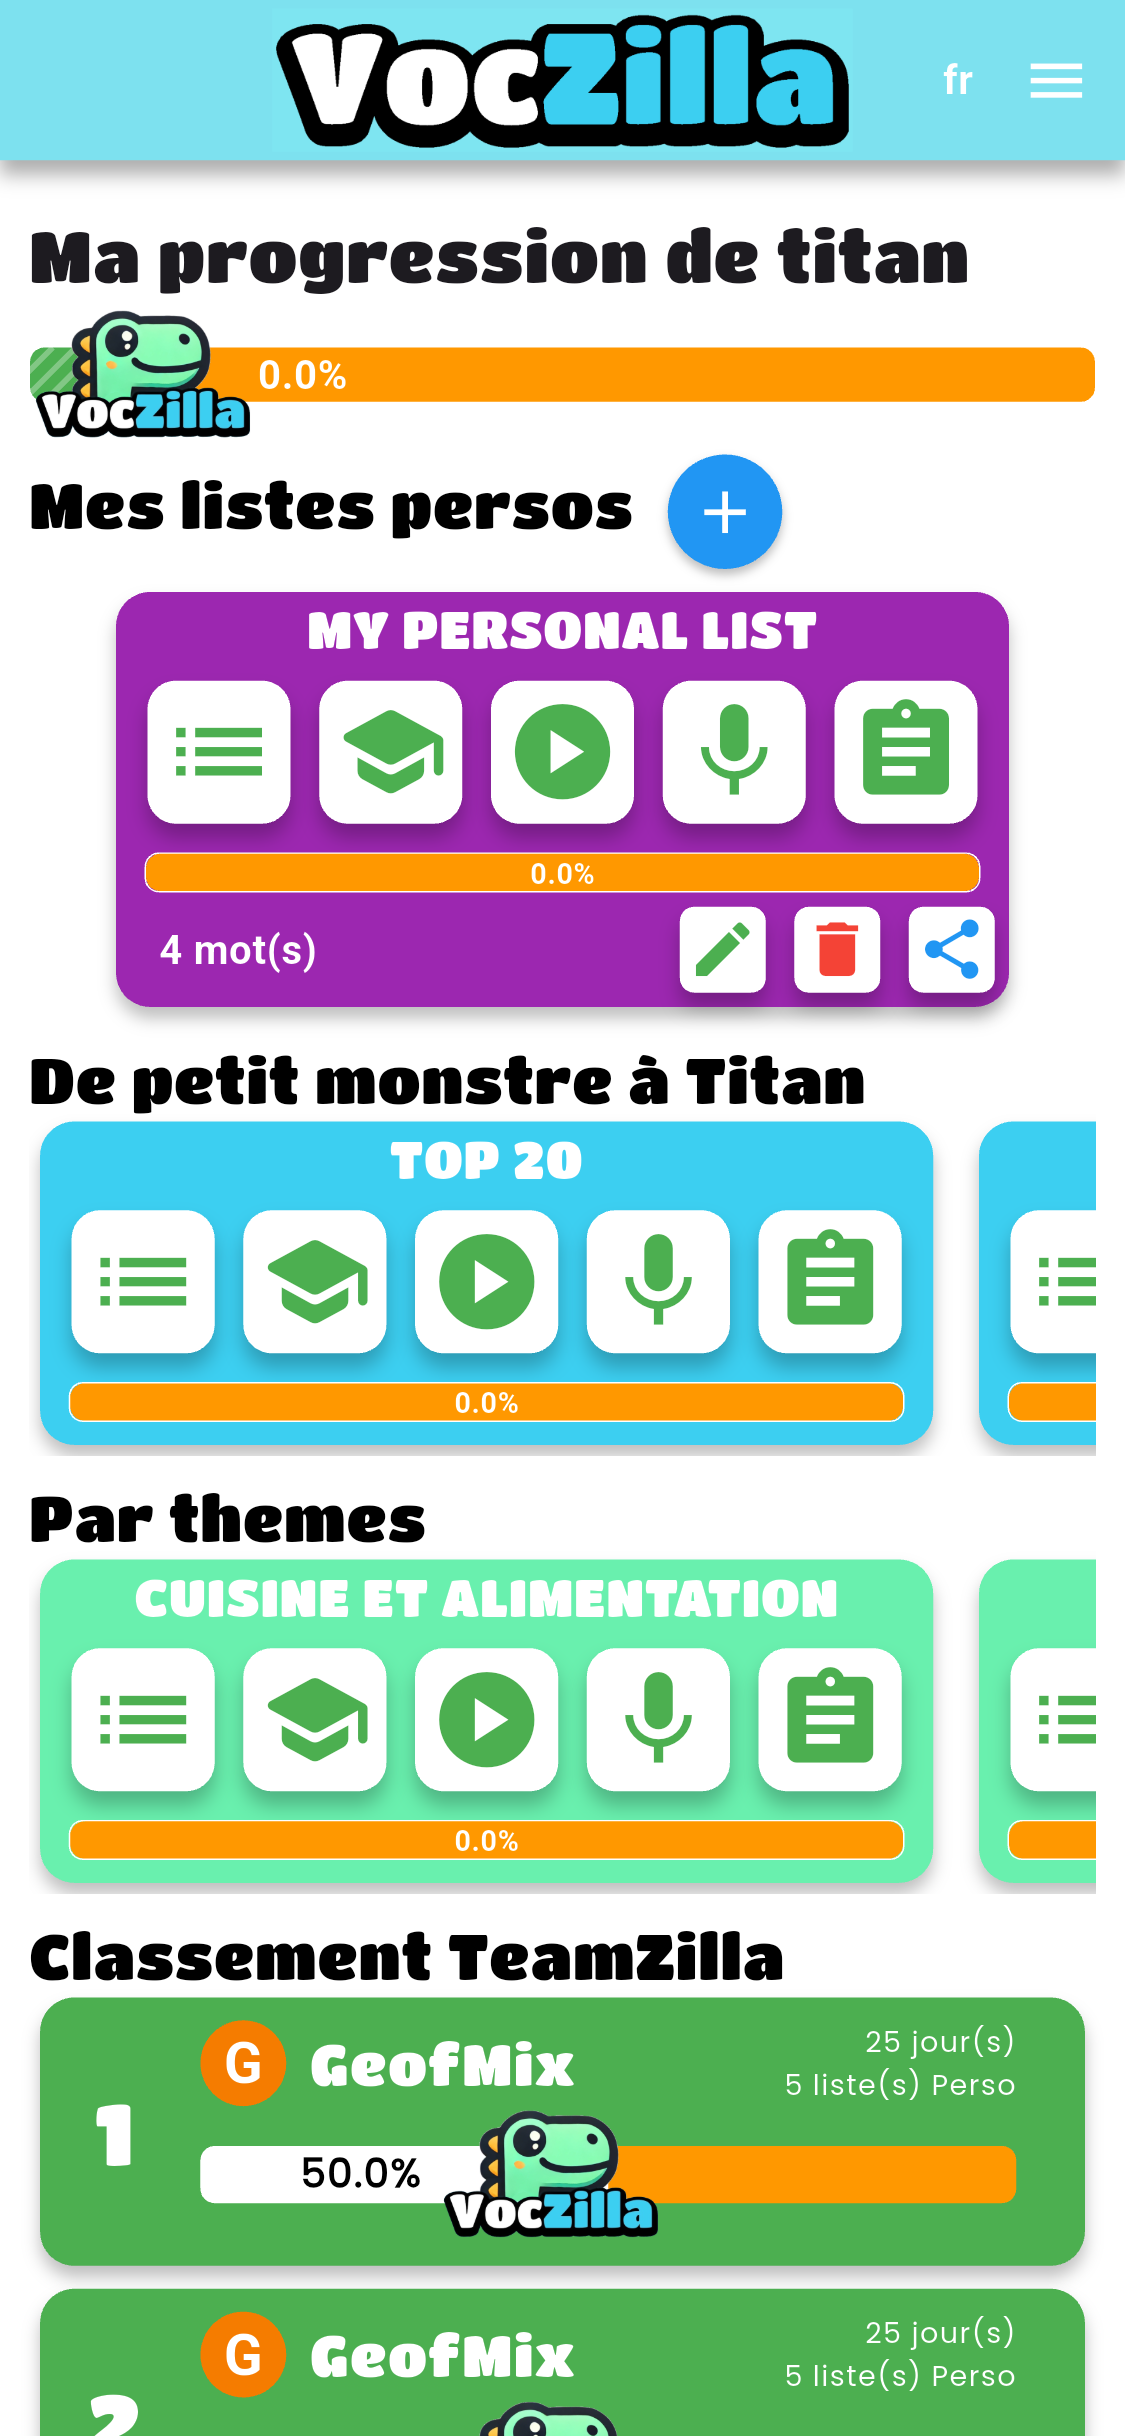 VocZilla
fr
Ma progression de titan
0.0%
VocZilla
Mes listes persos
MY PERSONAL LIST
0.0%
4 mot(s)
De petit monstre à Titan
TOP 20
0.0%
Par themes
CUISINE ET ALIMENTATION
0.0%
Classement TeamZilla
1
G
GeofMix
25 jour(s)
5 liste(s) Perso
50.0%
VocZilla
2
G
GeofMix
25 jour(s)
5 liste(s) Perso